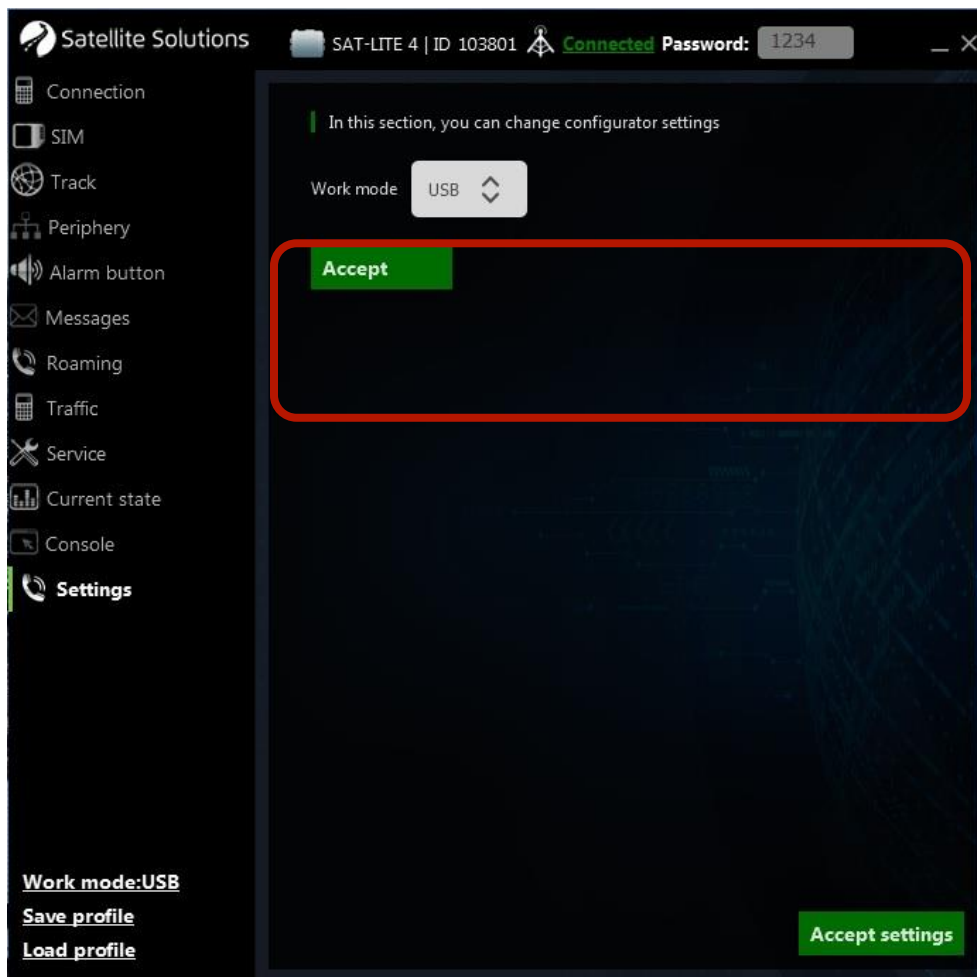 Satellite Solutions
SAT-LITE 4 | ID 103801 Connected Password: 1234
Connection
SIM
Track
Periphery
Alarm button
Messages
Roaming
Traffic
Service
Current state
Console
Settings
In this section, you can change configurator settings
Work mode USB
Accept
Work mode:USB
Save profile
Load profile
Accept settings